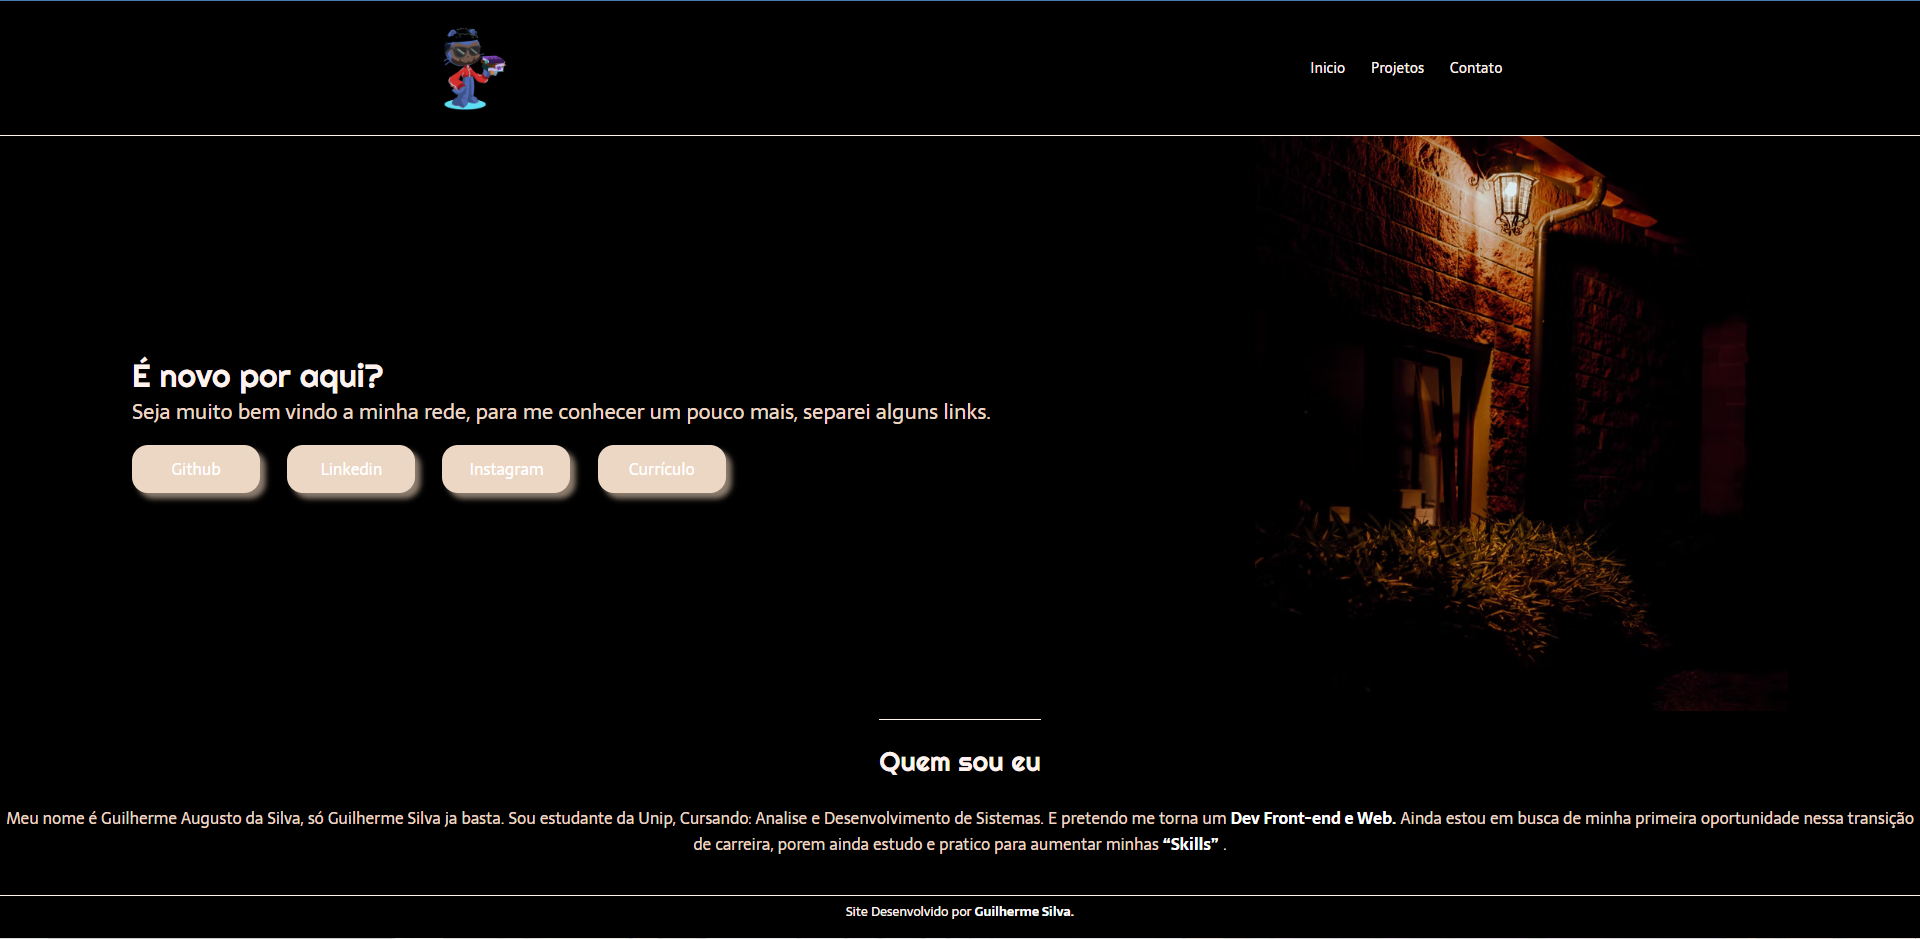 Inicio Projetos Contato
É novo por aqui?
Seja muito bem vindo a minha rede, para me conhecer um pouco mais, separei alguns links.
Github Linkedin Instagram Currículo
Quem sou eu
Meu nome é Guilherme Augusto da Silva, só Guilherme Silva ja basta. Sou estudante da Unip, Cursando: Analise e Desenvolvimento de Sistemas. E pretendo me torna um Dev Front-end e Web. Ainda estou em busca de minha primeira oportunidade nessa transição
de carreira, porem ainda estudo e pratico para aumentar minhas “Skills” .
Site Desenvolvido por Guilherme Silva.